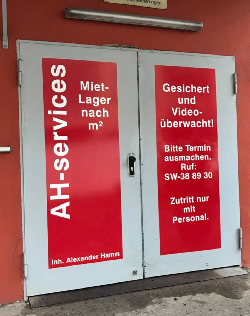 AH-services
Miet-
Lager
nach
m²
Inh. Alexander Hamm
Gesichert
und
Video-
überwacht!
Bitte Termin
ausmachen.
Ruf:
SW-38 89 30
Zutritt nur
mit
Personal.